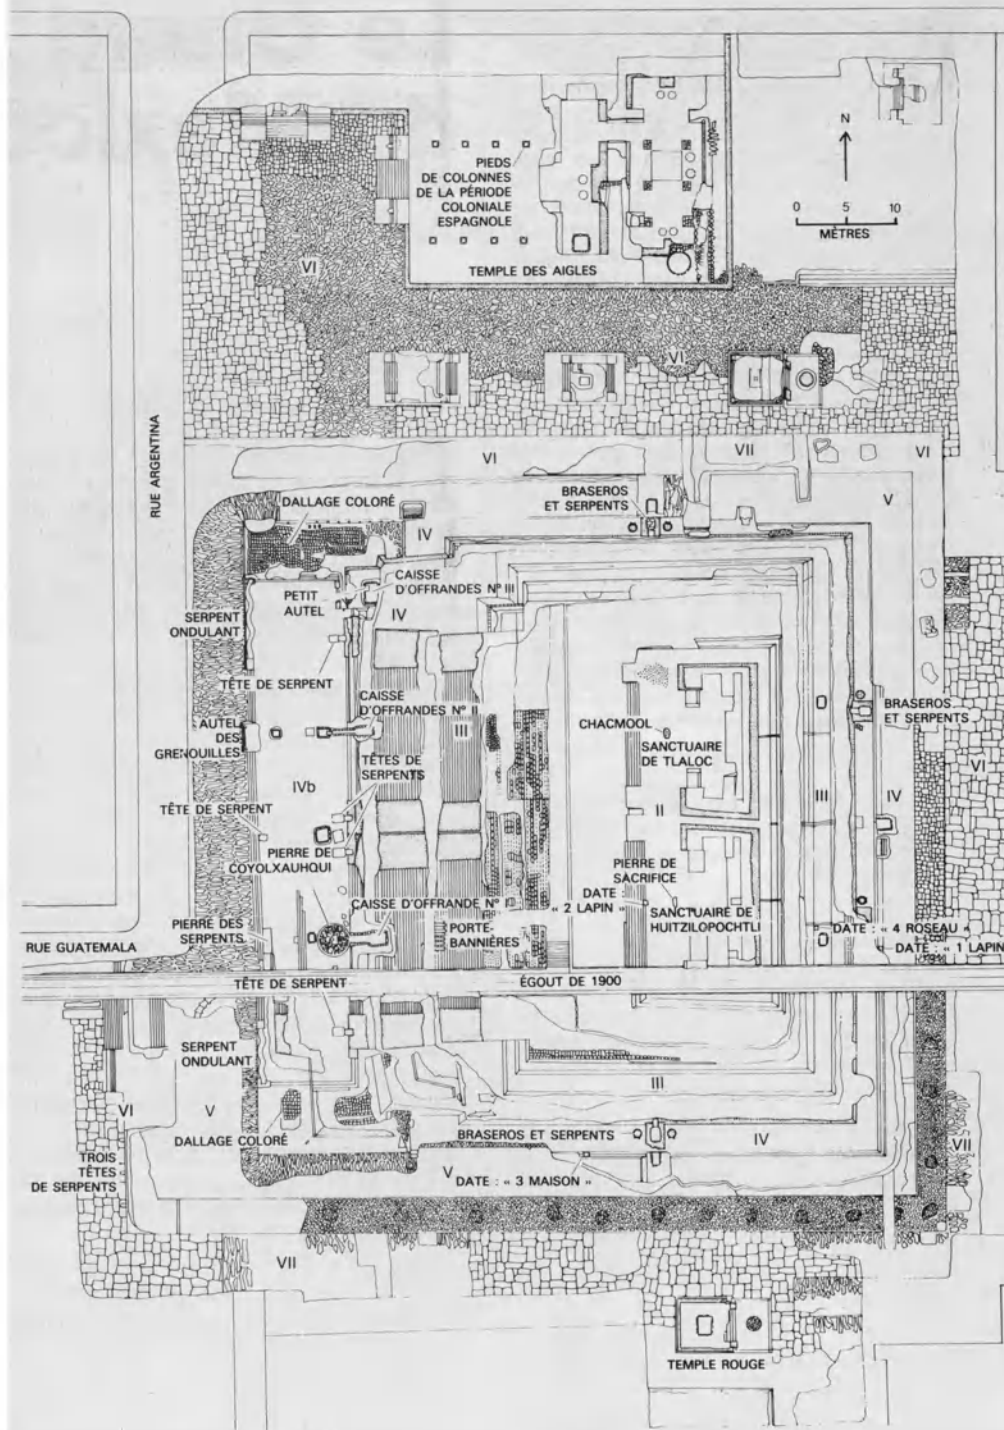 N
0 5 10
MÈTRES
PIEDS
DE COLONNES
DE LA PÉRIODE
COLONIALE
ESPAGNOLE
TEMPLE DES AIGLES
VI
VI
RUE ARGENTINA
VI
VII
VI
V
DALLAGE COLORÉ
BRASEROS
ET SERPENTS
IV
CAISSE
D'OFFRANDES Nº III
PETIT
AUTEL
IV
SERPENT
ONDULANT
TÊTE DE SERPENT
CAISSE
D'OFFRANDES Nº II
AUTEL
DES
GRENOUILLES
III
CHACMOOL
SANCTUAIRE
DE TLALOC
BRASEROS
ET SERPENTS
TÊTES DE
SERPENTS
VI
IVb
II
III
IV
TÊTE DE SERPENT
PIERRE DE
COYOLXAUHQUI
PIERRE DE
SACRIFICE
DATE :
« 2 LAPIN »
CAISSE D'OFFRANDE Nº I
SANCTUAIRE DE
HUITZILOPOCHTLI
PIERRE DES
SERPENTS
PORTE-
BANNIÈRES
DATE : « 4 ROSEAU »
DATE : « 1 LAPIN
RUE GUATEMALA
TÊTE DE SERPENT
ÉGOUT DE 1900
SERPENT
ONDULANT
III
VI
V
DALLAGE COLORÉ
BRASEROS ET SERPENTS
IV
VII
TROIS
TÊTES
DE SERPENTS
V
DATE : « 3 MAISON »
VII
TEMPLE ROUGE